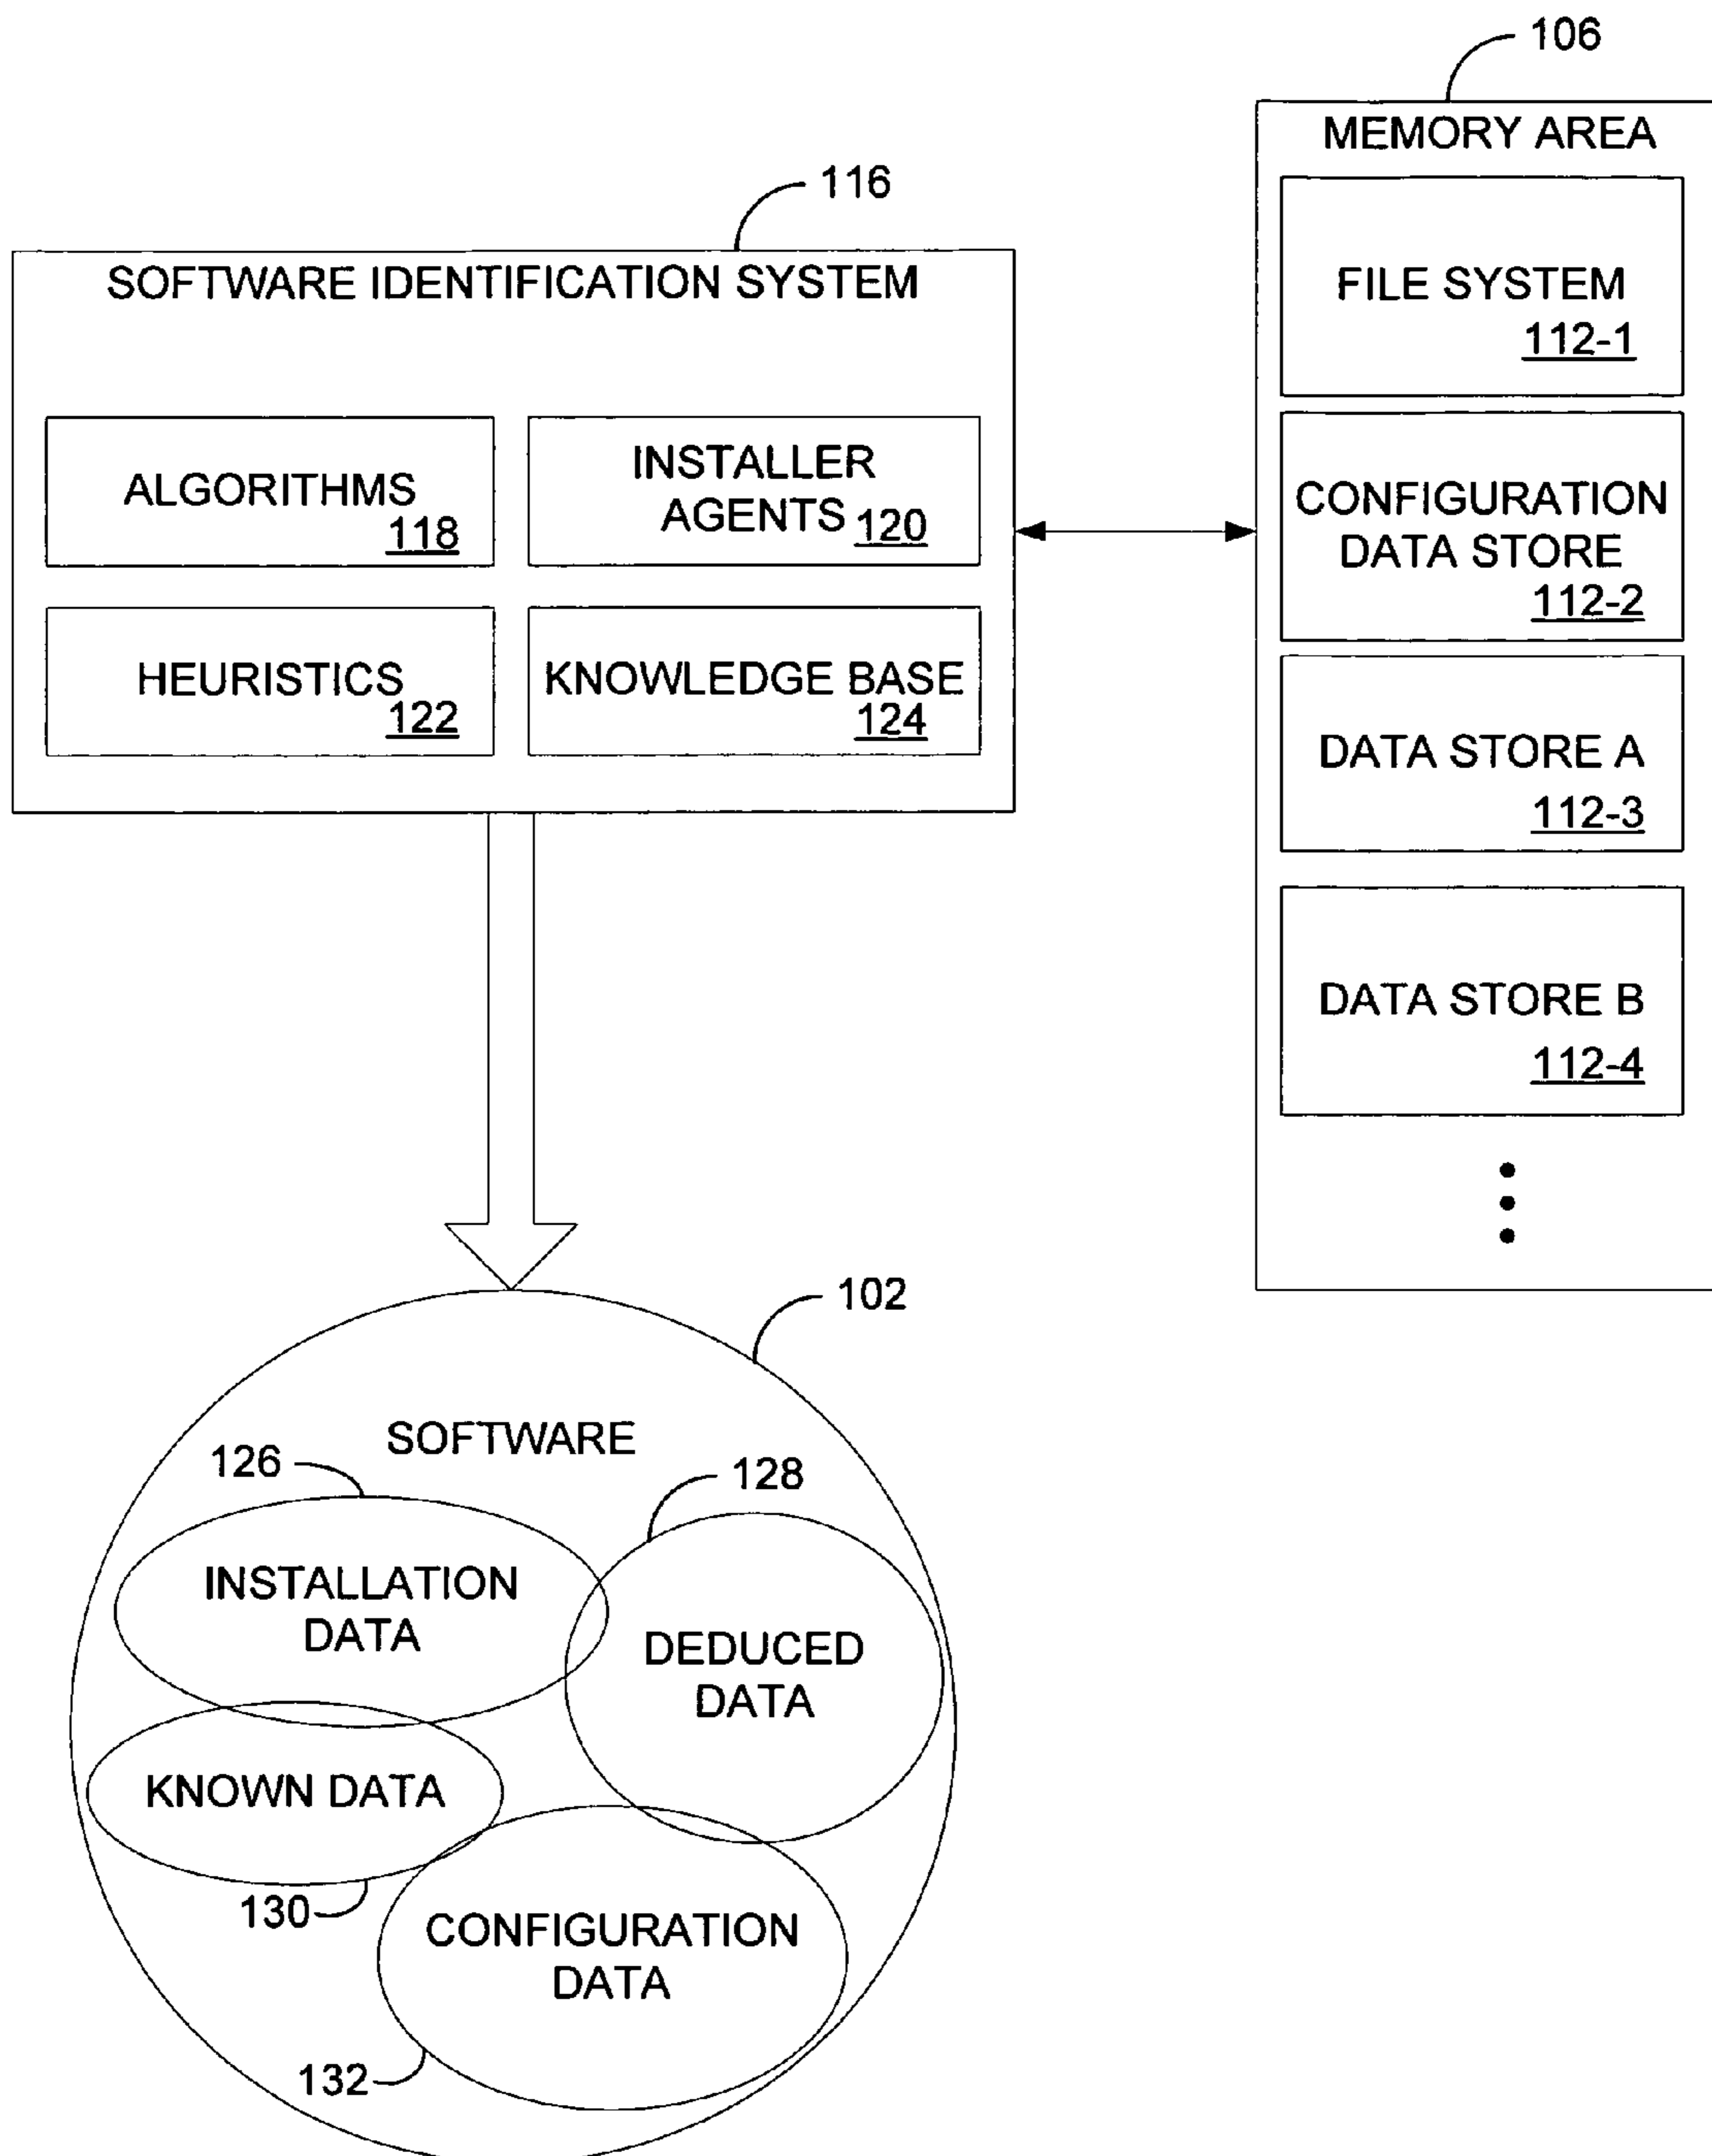 106
MEMORY AREA
FILE SYSTEM
112-1
CONFIGURATION
DATA STORE
112-2
DATA STORE A
112-3
DATA STORE B
112-4
116
SOFTWARE IDENTIFICATION SYSTEM
ALGORITHMS
118
INSTALLER
AGENTS 120
HEURISTICS
122
KNOWLEDGE BASE
124
102
SOFTWARE
126
128
INSTALLATION
DATA
DEDUCED
DATA
KNOWN DATA
130
CONFIGURATION
DATA
132